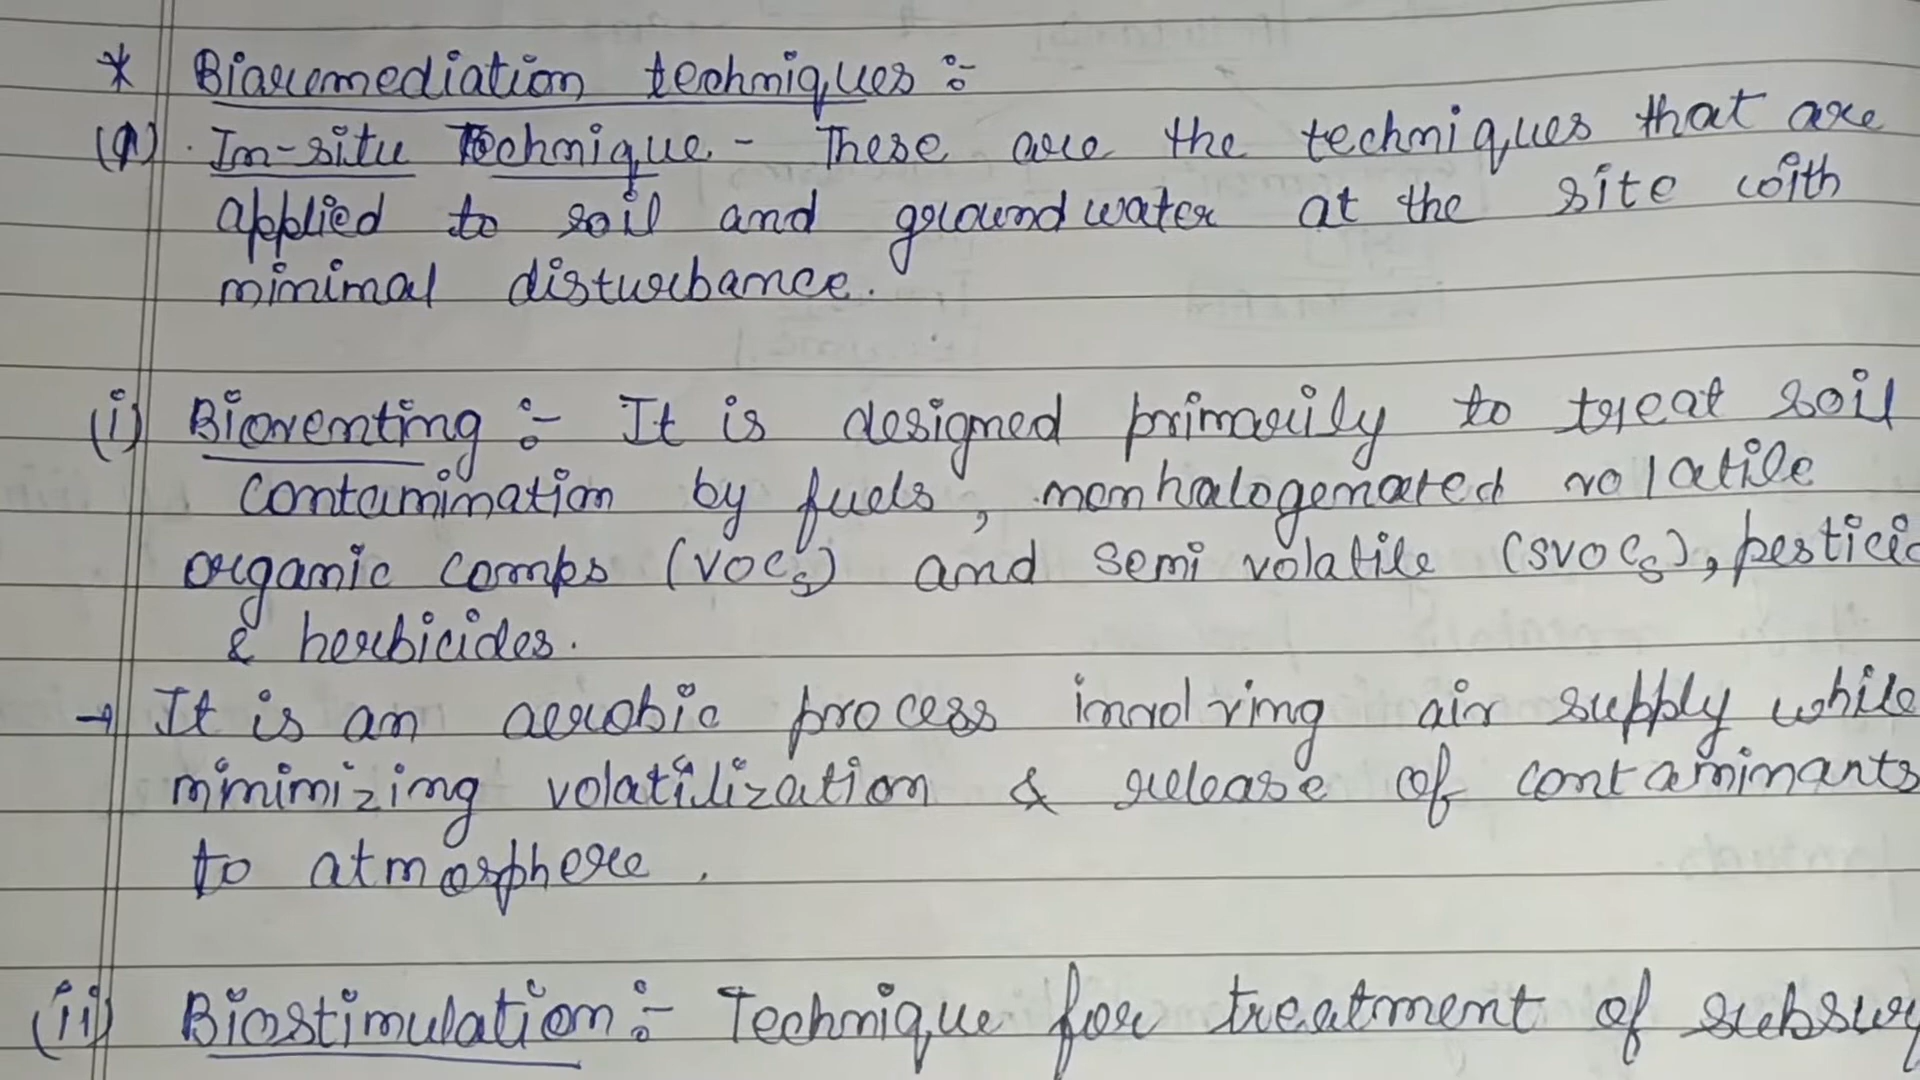 * Bioremediation techniques :-
(a). In-situ Technique. - These are the techniques that are
applied to soil and groundwater at the site with
minimal disturbance.
(i) Bioventing :- It is designed primarily to treat soil
contamination by fuels, nonhalogenated volatile
organic comps (VOCs) and semi volatile (SVOCs), pestici
& herbicides.
→ It is an aerobic process involving air supply while
minimizing volatilization & release of contaminants
to atmosphere.
(ii) Biostimulation :- Technique for treatment of subsur